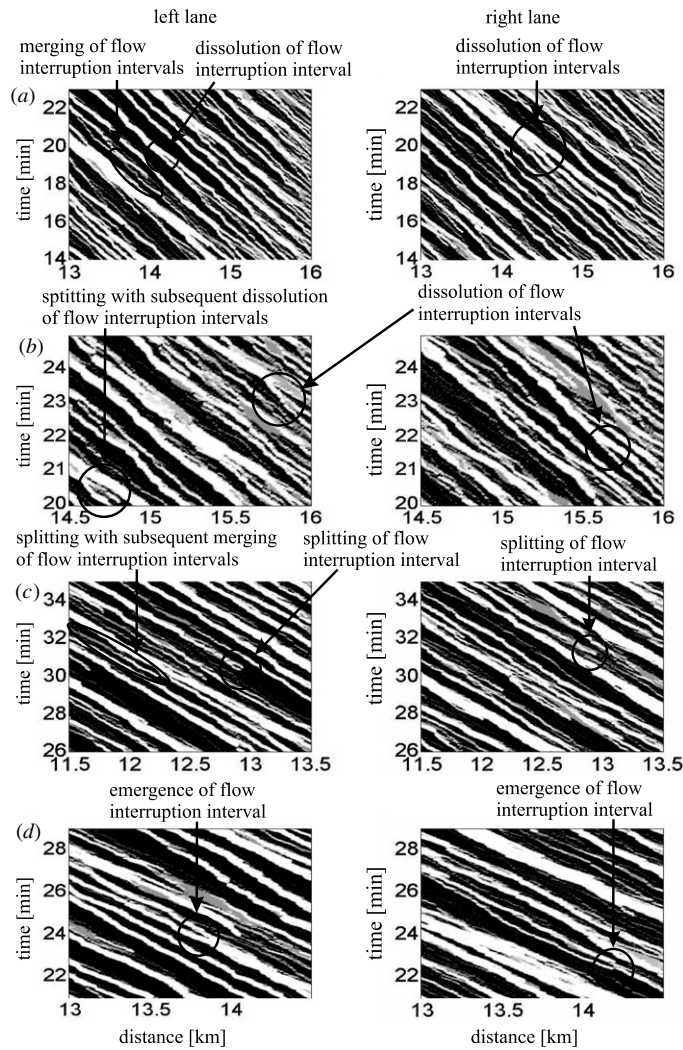 left lane
right lane
merging of flow
interruption intervals
dissolution of flow
interruption interval
dissolution of flow
interruption intervals
(a)
time [min]
22
20
18
16
14
13
14
15
16
time [min]
22
20
18
16
14
13
14
15
16
sptitting with subsequent dissolution
of flow interruption intervals
dissolution of flow
interruption intervals
(b)
time [min]
24
23
22
21
20
14.5
15
15.5
16
time [min]
24
23
22
21
20
14.5
15
15.5
16
splitting with subsequent merging
of flow interruption intervals
splitting of flow
interruption interval
splitting of flow
interruption interval
(c)
time [min]
34
32
30
28
26
11.5
12
12.5
13
13.5
time [min]
34
32
30
28
26
11.5
12
12.5
13
13.5
emergence of flow
interruption interval
emergence of flow
interruption interval
(d)
time [min]
28
26
24
22
13
13.5
14
distance [km]
time [min]
28
26
24
22
13
13.5
14
distance [km]